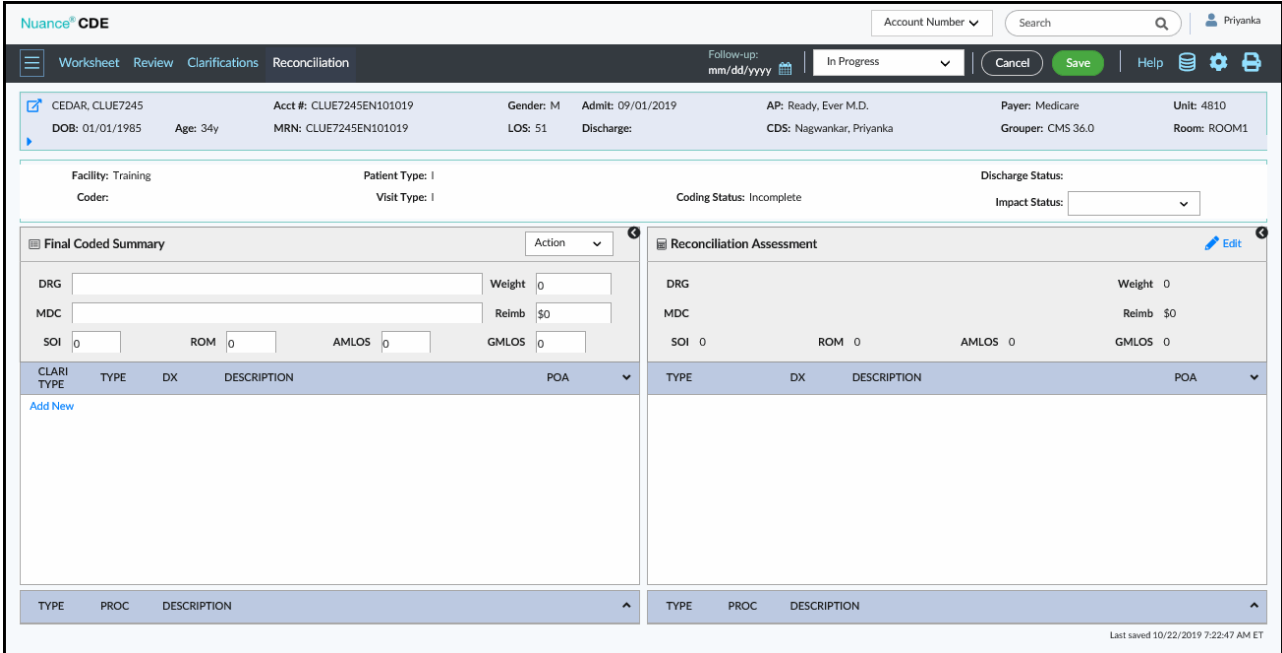 Nuance® CDE Account Number Search Priyanka
Worksheet Review Clarifications Reconciliation Follow-up: mm/dd/yyyy In Progress Cancel Save Help
CEDAR, CLUE7245 Acct #: CLUE7245EN101019 Gender: M Admit: 09/01/2019 AP: Ready, Ever M.D. Payer: Medicare Unit: 4810
DOB: 01/01/1985 Age: 34y MRN: CLUE7245EN101019 LOS: 51 Discharge: CDS: Nagwankar, Priyanka Grouper: CMS 36.0 Room: ROOM1
Facility: Training Patient Type: I Discharge Status:
Coder: Visit Type: I Coding Status: Incomplete Impact Status:
Final Coded Summary Action
DRG Weight 0
MDC Reimb $0
SOI 0 ROM 0 AMLOS 0 GMLOS 0
CLARI TYPE TYPE DX DESCRIPTION POA
Add New
TYPE PROC DESCRIPTION
Reconciliation Assessment Edit
DRG Weight 0
MDC Reimb $0
SOI 0 ROM 0 AMLOS 0 GMLOS 0
TYPE DX DESCRIPTION POA
TYPE PROC DESCRIPTION
Last saved 10/22/2019 7:22:47 AM ET